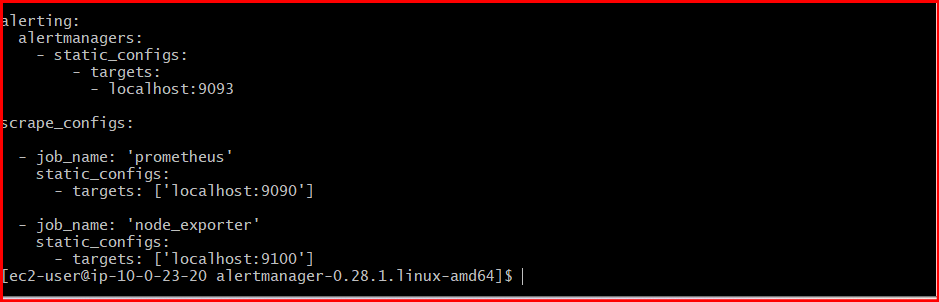 alerting:
  alertmanagers:
    - static_configs:
        - targets:
          - localhost:9093

scrape_configs:

  - job_name: 'prometheus'
    static_configs:
      - targets: ['localhost:9090']

  - job_name: 'node_exporter'
    static_configs:
      - targets: ['localhost:9100']
[ec2-user@ip-10-0-23-20 alertmanager-0.28.1.linux-amd64]$